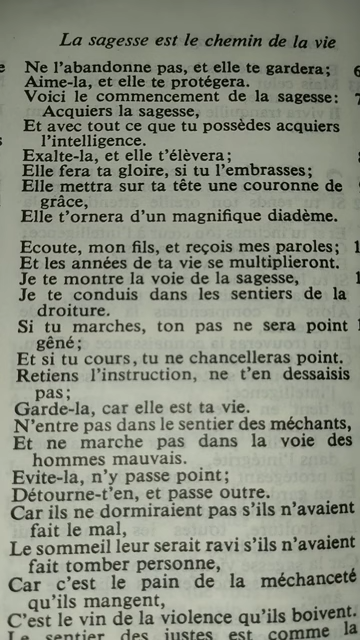 La sagesse est le chemin de la vie
Ne l'abandonne pas, et elle te gardera; 6
Aime-la, et elle te protégera.
Voici le commencement de la sagesse: 7
Acquiers la sagesse,
Et avec tout ce que tu possèdes acquiers
l'intelligence.
Exalte-la, et elle t'élèvera;
Elle fera ta gloire, si tu l'embrasses;
Elle mettra sur ta tête une couronne de
grâce,
Elle t'ornera d'un magnifique diadème.
Ecoute, mon fils, et reçois mes paroles; 1
Et les années de ta vie se multiplieront.
Je te montre la voie de la sagesse, 1
Je te conduis dans les sentiers de la
droiture.
Si tu marches, ton pas ne sera point 1
gêné;
Et si tu cours, tu ne chancelleras point.
Retiens l'instruction, ne t'en dessaisis
pas;
Garde-la, car elle est ta vie.
N'entre pas dans le sentier des méchants,
Et ne marche pas dans la voie des
hommes mauvais.
Evite-la, n'y passe point;
Détourne-t'en, et passe outre.
Car ils ne dormiraient pas s'ils n'avaient
fait le mal,
Le sommeil leur serait ravi s'ils n'avaient
fait tomber personne,
Car c'est le pain de la méchanceté
qu'ils mangent,
C'est le vin de la violence qu'ils boivent.
Le sentier des justes est comme la